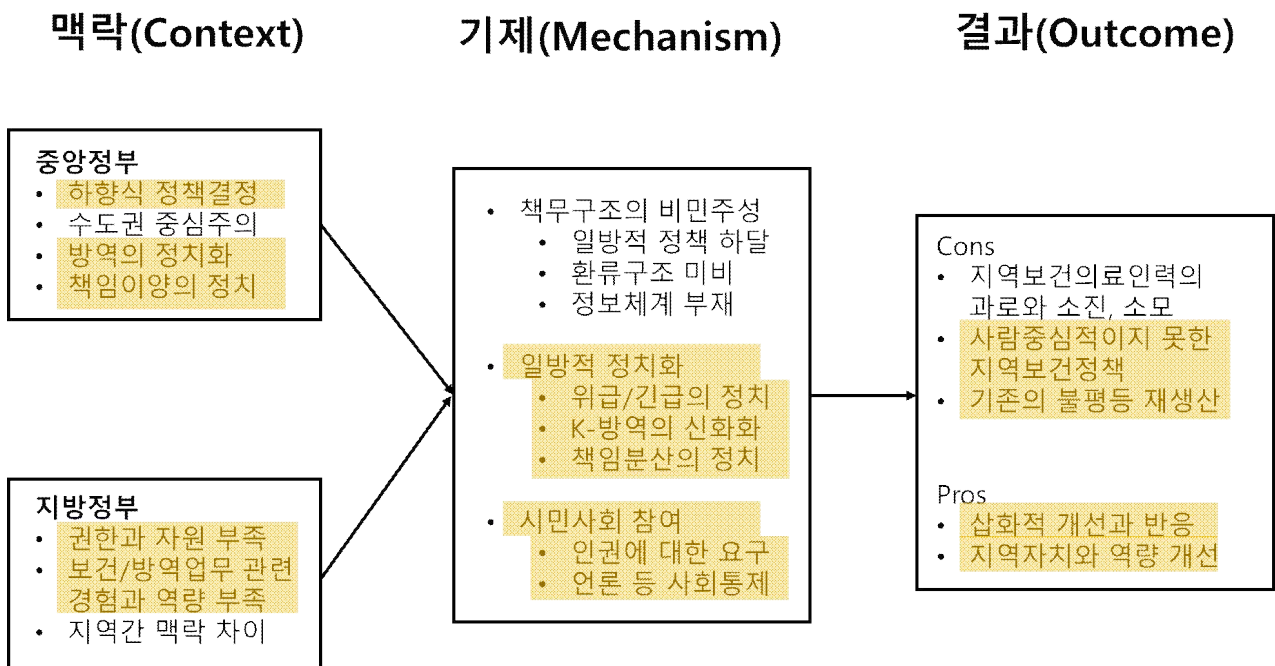 맥락(Context)
기제(Mechanism)
결과(Outcome)
중앙정부
• 하향식 정책결정
• 수도권 중심주의
• 방역의 정치화
• 책임이양의 정치
지방정부
• 권한과 자원 부족
• 보건/방역업무 관련
경험과 역량 부족
• 지역간 맥락 차이
• 책무구조의 비민주성
• 일방적 정책 하달
• 환류구조 미비
• 정보체계 부재
• 일방적 정치화
• 위급/긴급의 정치
• K-방역의 신화화
• 책임분산의 정치
• 시민사회 참여
• 인권에 대한 요구
• 언론 등 사회통제
Cons
• 지역보건의료인력의
과로와 소진, 소모
• 사람중심적이지 못한
지역보건정책
• 기존의 불평등 재생산
Pros
• 삽화적 개선과 반응
• 지역자치와 역량 개선